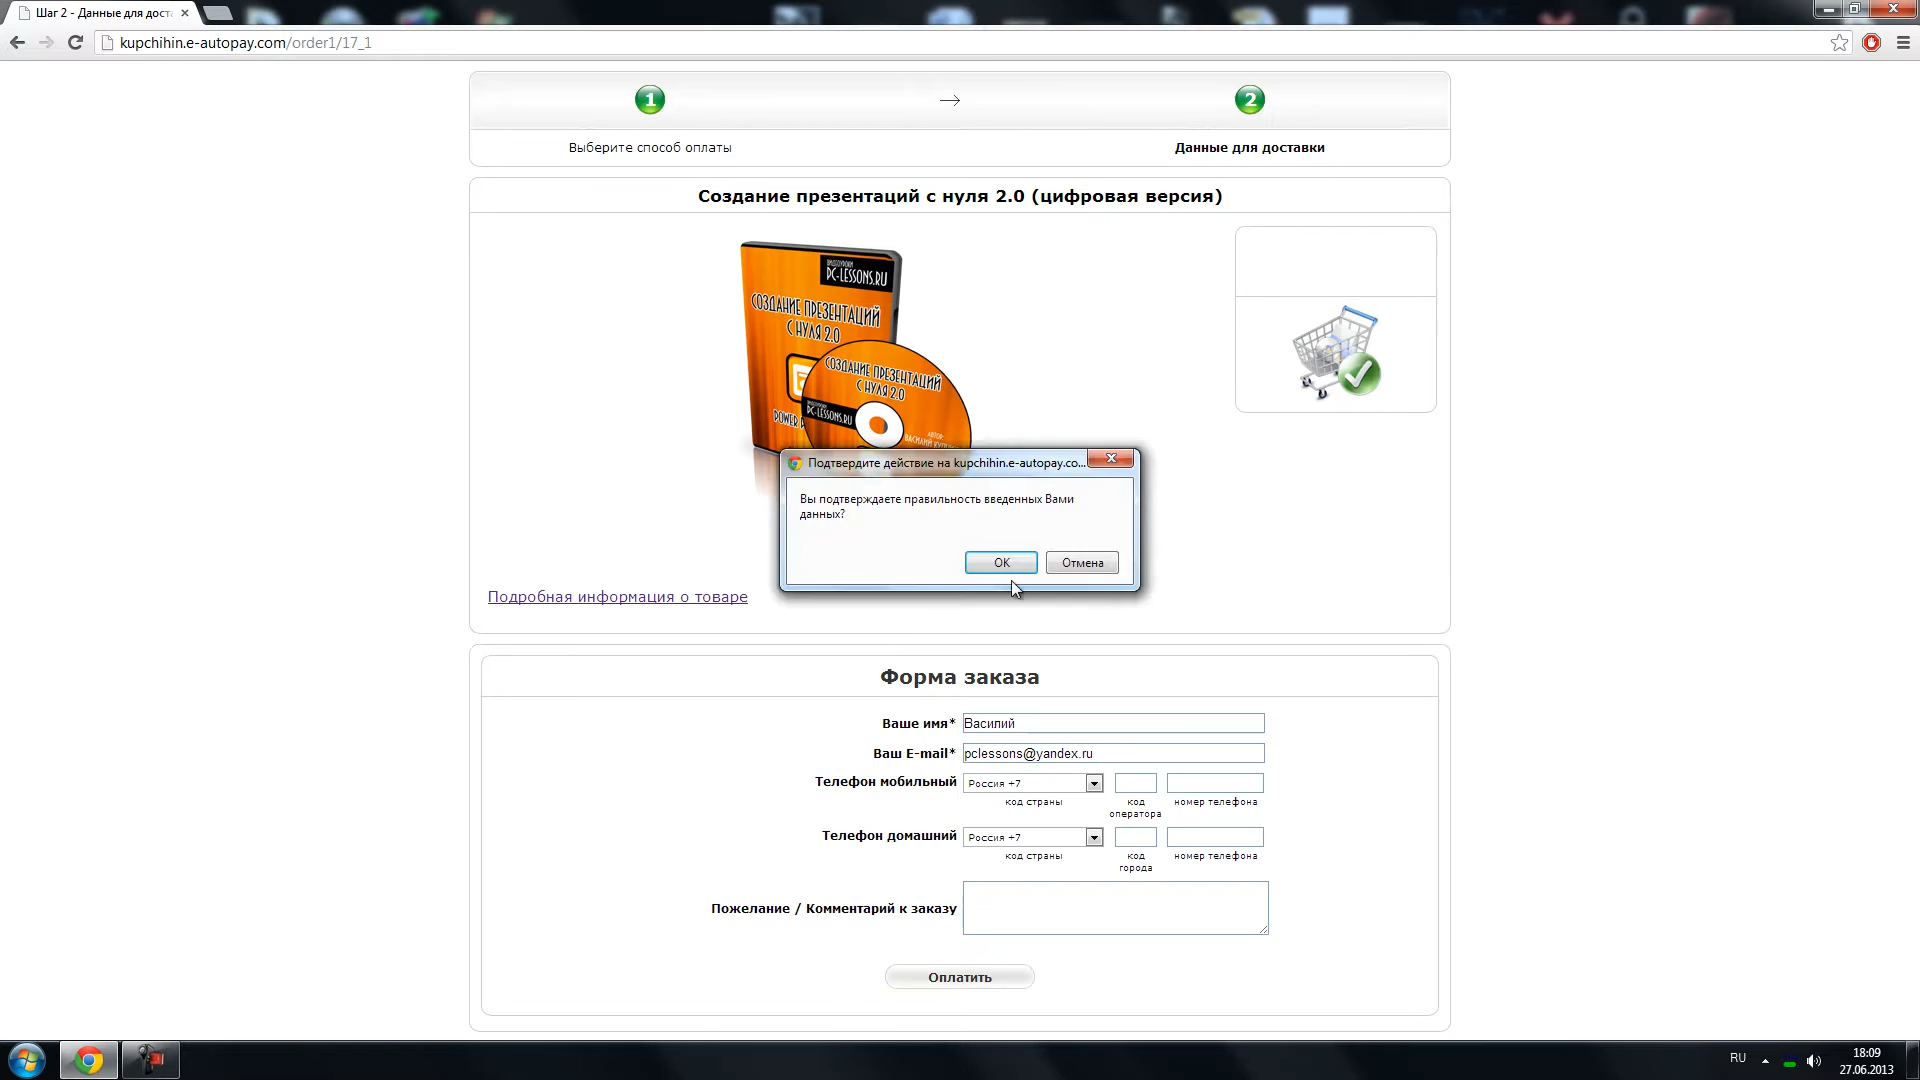 Шаг 2 - Данные для дост
kupchihin.e-autopay.com/order1/17_1
1
2
Выберите способ оплаты
Данные для доставки
Создание презентаций с нуля 2.0 (цифровая версия)
ВИДЕОУРОКИ
PC-LESSONS.RU
СОЗДАНИЕ ПРЕЗЕНТАЦИЙ
С НУЛЯ 2.0
СОЗДАНИЕ ПРЕЗЕНТАЦИЙ
С НУЛЯ 2.0
PC-LESSONS.RU
POWER P
АВТОР:
ВАСИЛИЙ
Подтвердите действие на kupchihin.e-autopay.co...
Вы подтверждаете правильность введенных Вами
данных?
OK
Отмена
Подробная информация о товаре
Форма заказа
Ваше имя*
Василий
Ваш E-mail*
pclessons@yandex.ru
Телефон мобильный
Россия +7
код страны
код
оператора
номер телефона
Телефон домашний
Россия +7
код страны
код
города
номер телефона
Пожелание / Комментарий к заказу
Оплатить
RU
18:09
27.06.2013